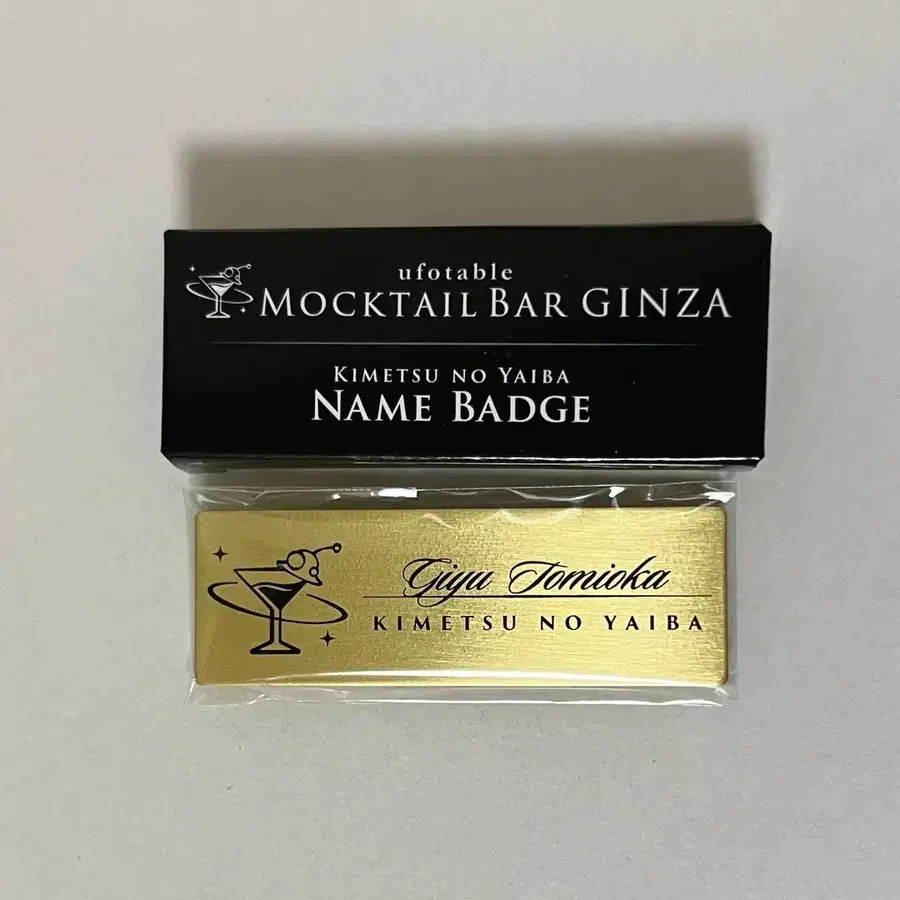 ufotable
MOCKTAIL BAR GINZA
KIMETSU NO YAIBA
NAME BADGE
Giyu Tomioka
KIMETSU NO YAIBA